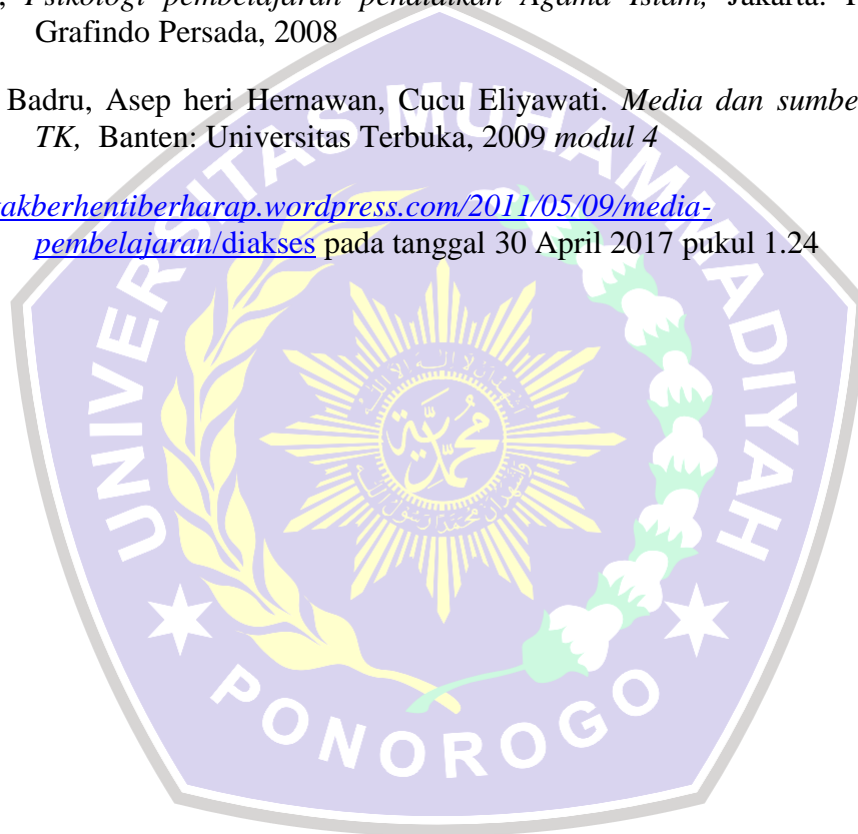 , Psikologi pembelajaran pendidikan Agama Islam, Jakarta:
Grafindo Persada, 2008
Badru, Asep heri Hernawan, Cucu Eliyawati. Media dan sumbe
TK, Banten: Universitas Terbuka, 2009 modul 4
akberhentiberharap.wordpress.com/2011/05/09/media-
pembelajaran/diakses pada tanggal 30 April 2017 pukul 1.24
UNIVERSITAS MUHAMMADIYAH
محمدية
PONOROGO